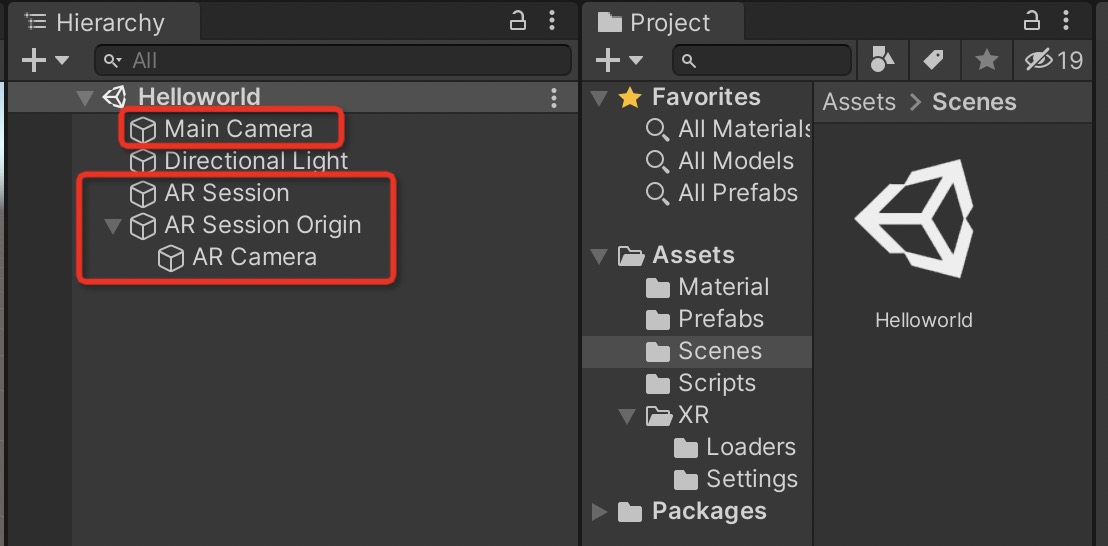 Hierarchy
All
Helloworld
Main Camera
Directional Light
AR Session
AR Session Origin
AR Camera
Project
19
Favorites
All Materials
All Models
All Prefabs
Assets
Material
Prefabs
Scenes
Scripts
XR
Loaders
Settings
Packages
Assets > Scenes
Helloworld